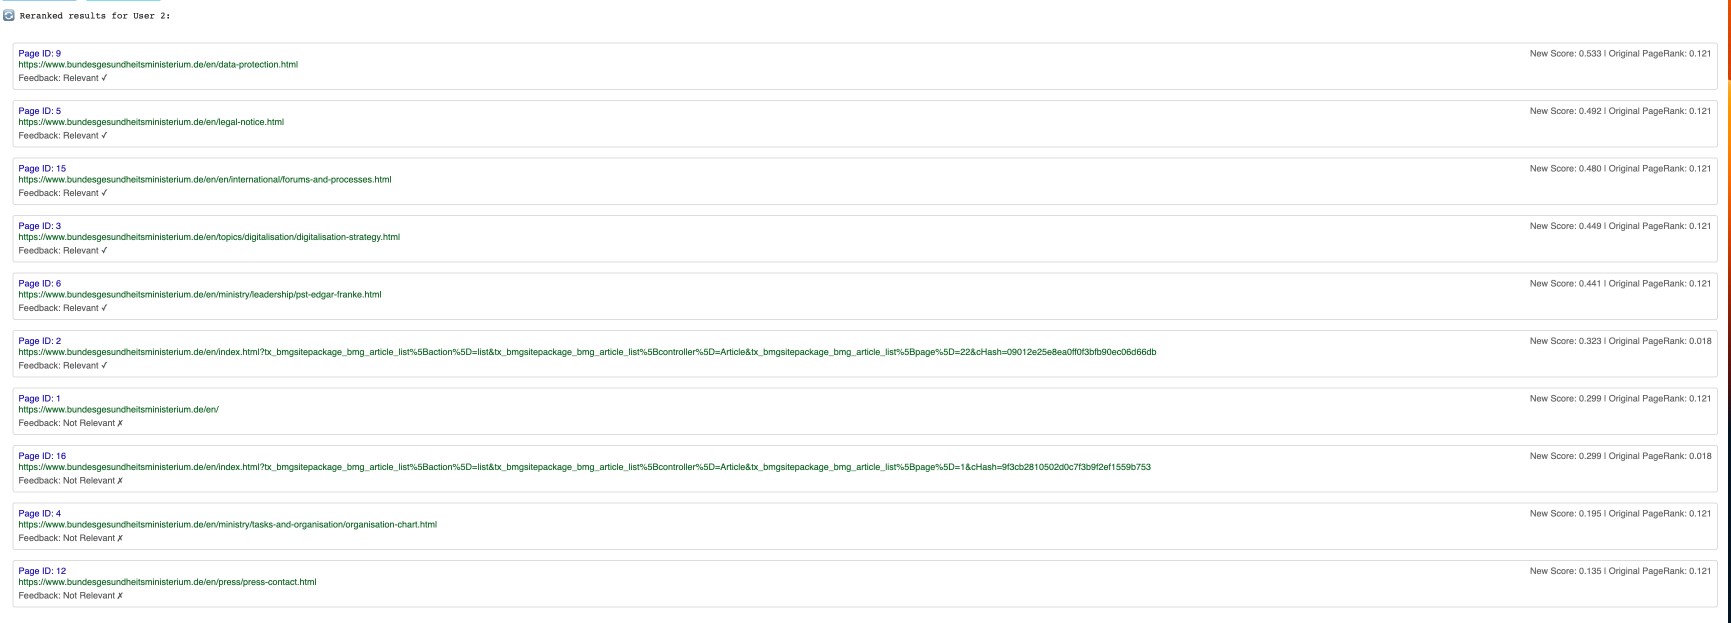 Reranked results for User 2:
Page ID: 9
New Score: 0.533 | Original PageRank: 0.121
https://www.bundesgesundheitsministerium.de/en/data-protection.html
Feedback: Relevant ✓
Page ID: 5
New Score: 0.492 | Original PageRank: 0.121
https://www.bundesgesundheitsministerium.de/en/legal-notice.html
Feedback: Relevant ✓
Page ID: 15
New Score: 0.480 | Original PageRank: 0.121
https://www.bundesgesundheitsministerium.de/en/en/international/forums-and-processes.html
Feedback: Relevant ✓
Page ID: 3
New Score: 0.449 | Original PageRank: 0.121
https://www.bundesgesundheitsministerium.de/en/topics/digitalisation/digitalisation-strategy.html
Feedback: Relevant ✓
Page ID: 6
New Score: 0.441 | Original PageRank: 0.121
https://www.bundesgesundheitsministerium.de/en/ministry/leadership/pst-edgar-franke.html
Feedback: Relevant ✓
Page ID: 2
New Score: 0.323 | Original PageRank: 0.018
https://www.bundesgesundheitsministerium.de/en/index.html?tx_bmgsitepackage_bmg_article_list%5Baction%5D=list&tx_bmgsitepackage_bmg_article_list%5Bcontroller%5D=Article&tx_bmgsitepackage_bmg_article_list%5Bpage%5D=22&cHash=09012e25e8ea0ff0f3bfb90ec06d66db
Feedback: Relevant ✓
Page ID: 1
New Score: 0.299 | Original PageRank: 0.121
https://www.bundesgesundheitsministerium.de/en/
Feedback: Not Relevant ✗
Page ID: 16
New Score: 0.299 | Original PageRank: 0.018
https://www.bundesgesundheitsministerium.de/en/index.html?tx_bmgsitepackage_bmg_article_list%5Baction%5D=list&tx_bmgsitepackage_bmg_article_list%5Bcontroller%5D=Article&tx_bmgsitepackage_bmg_article_list%5Bpage%5D=1&cHash=9f3cb2810502d0c7f3b9f2ef1559b753
Feedback: Not Relevant ✗
Page ID: 4
New Score: 0.195 | Original PageRank: 0.121
https://www.bundesgesundheitsministerium.de/en/ministry/tasks-and-organisation/organisation-chart.html
Feedback: Not Relevant ✗
Page ID: 12
New Score: 0.135 | Original PageRank: 0.121
https://www.bundesgesundheitsministerium.de/en/press/press-contact.html
Feedback: Not Relevant ✗